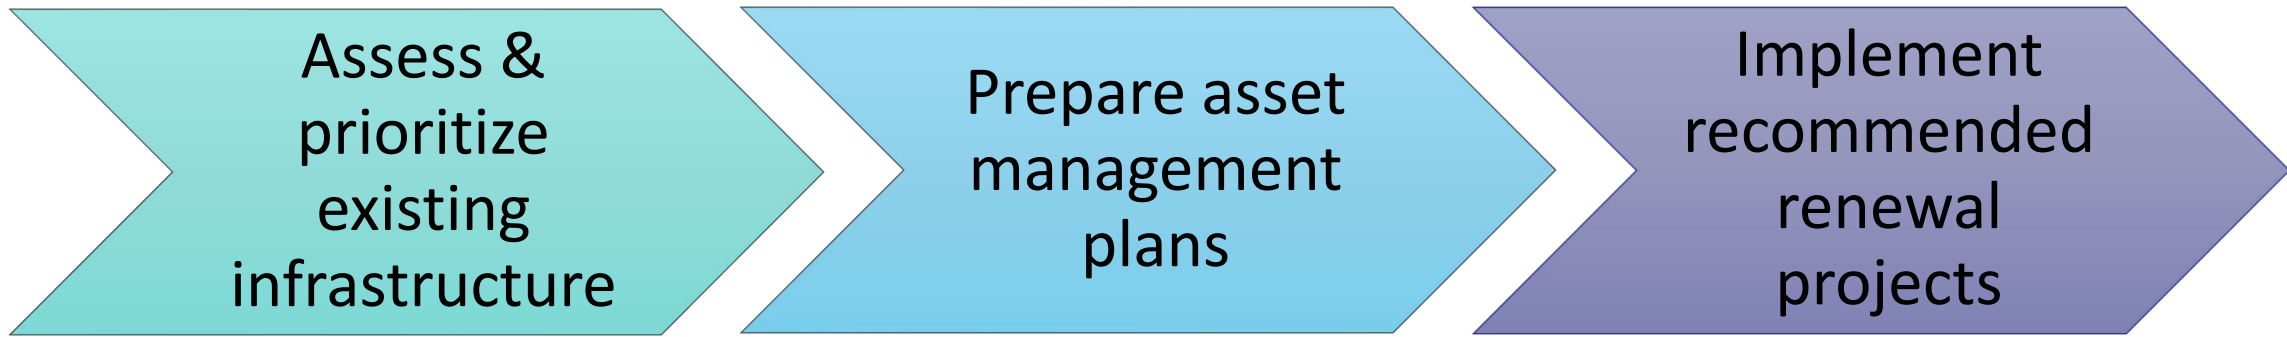 Assess &
prioritize
existing
infrastructure
Prepare asset
management
plans
Implement
recommended
renewal
projects